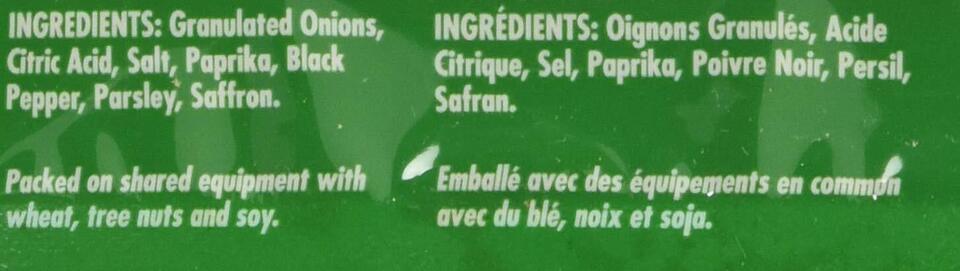 INGREDIENTS: Granulated Onions,
Citric Acid, Salt, Paprika, Black
Pepper, Parsley, Saffron.
Packed on shared equipment with
wheat, tree nuts and soy.
INGRÉDIENTS: Oignons Granulés, Acide
Citrique, Sel, Paprika, Poivre Noir, Persil,
Safran.
Emballé avec des équipements en common
avec du blé, noix et soja.